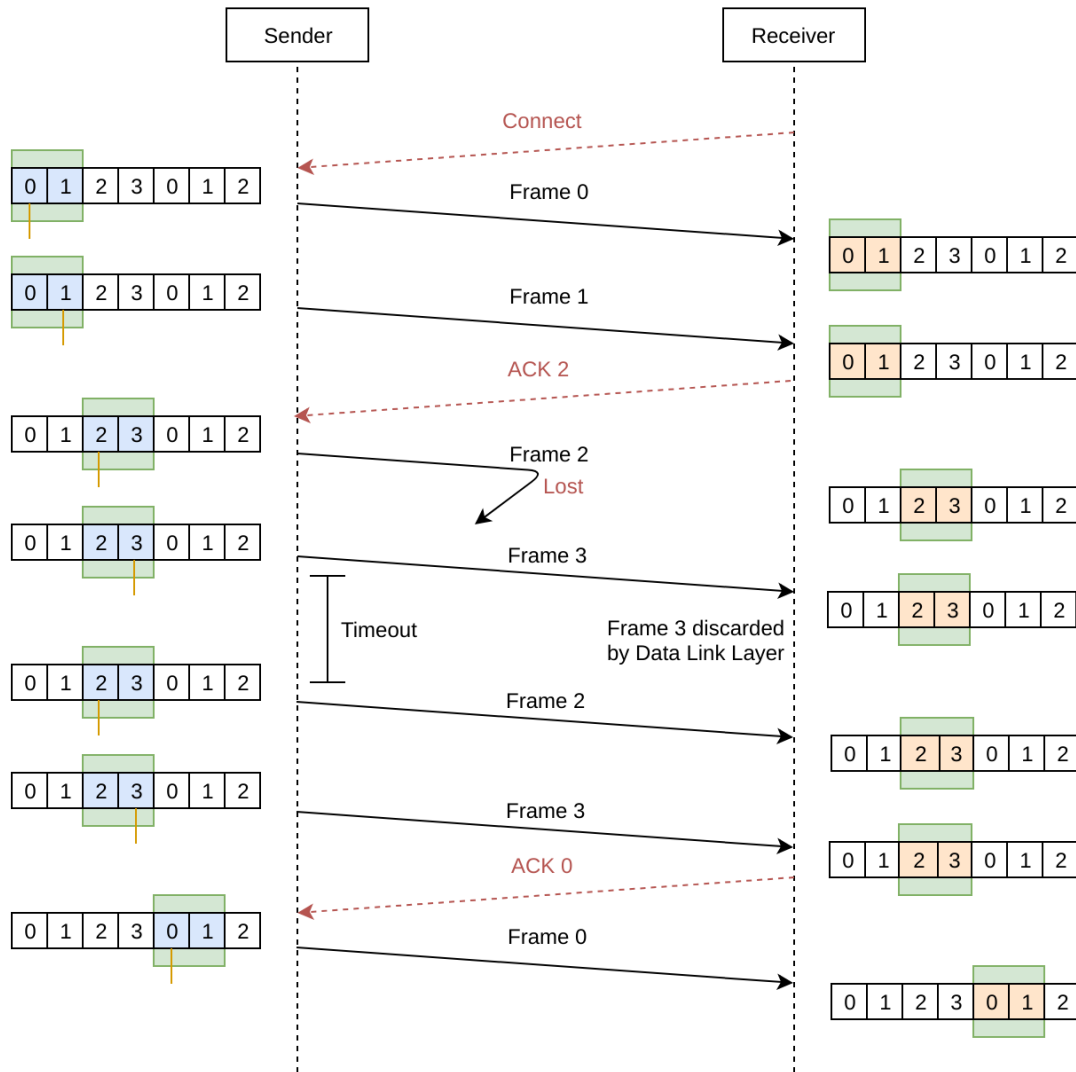 Sender
Receiver
Connect
0 1 2 3 0 1 2
Frame 0
0 1 2 3 0 1 2
0 1 2 3 0 1 2
Frame 1
0 1 2 3 0 1 2
ACK 2
0 1 2 3 0 1 2
Frame 2
Lost
0 1 2 3 0 1 2
0 1 2 3 0 1 2
Frame 3
0 1 2 3 0 1 2
Timeout
Frame 3 discarded
by Data Link Layer
0 1 2 3 0 1 2
Frame 2
0 1 2 3 0 1 2
0 1 2 3 0 1 2
Frame 3
0 1 2 3 0 1 2
ACK 0
0 1 2 3 0 1 2
Frame 0
0 1 2 3 0 1 2